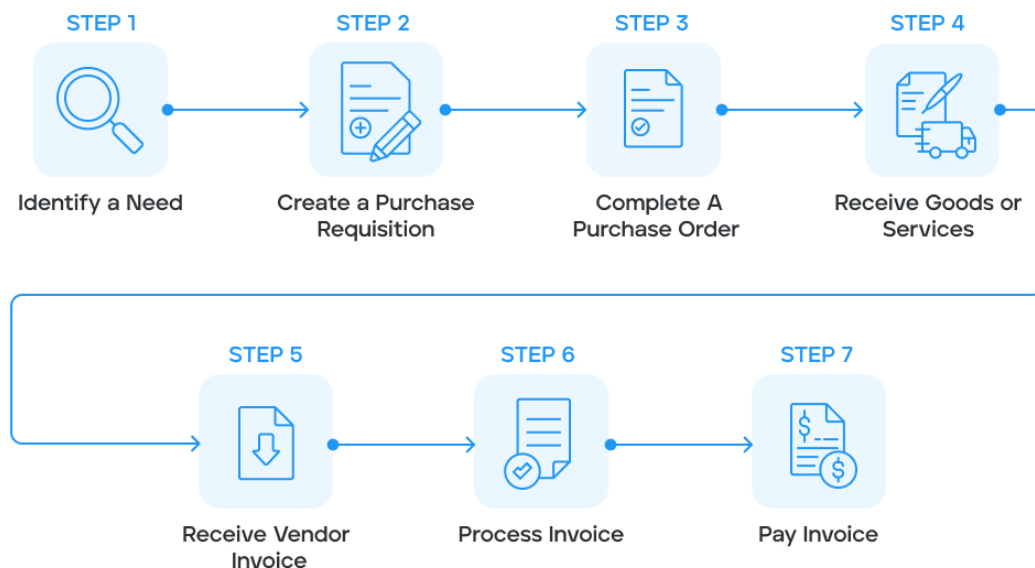 STEP 1
STEP 2
STEP 3
STEP 4
Identify a Need
Create a Purchase
Requisition
Complete A
Purchase Order
Receive Goods or
Services
STEP 5
STEP 6
STEP 7
Receive Vendor
Invoice
Process Invoice
Pay Invoice